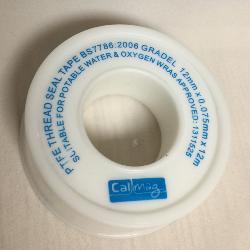 PTFE THREAD SEAL TAPE BS7786:2006 GRADEL 12mm x 0.075mm x 12m
SUITABLE FOR POTABLE WATER & OXYGEN WRAS APPROVED: 1311525
CalMag